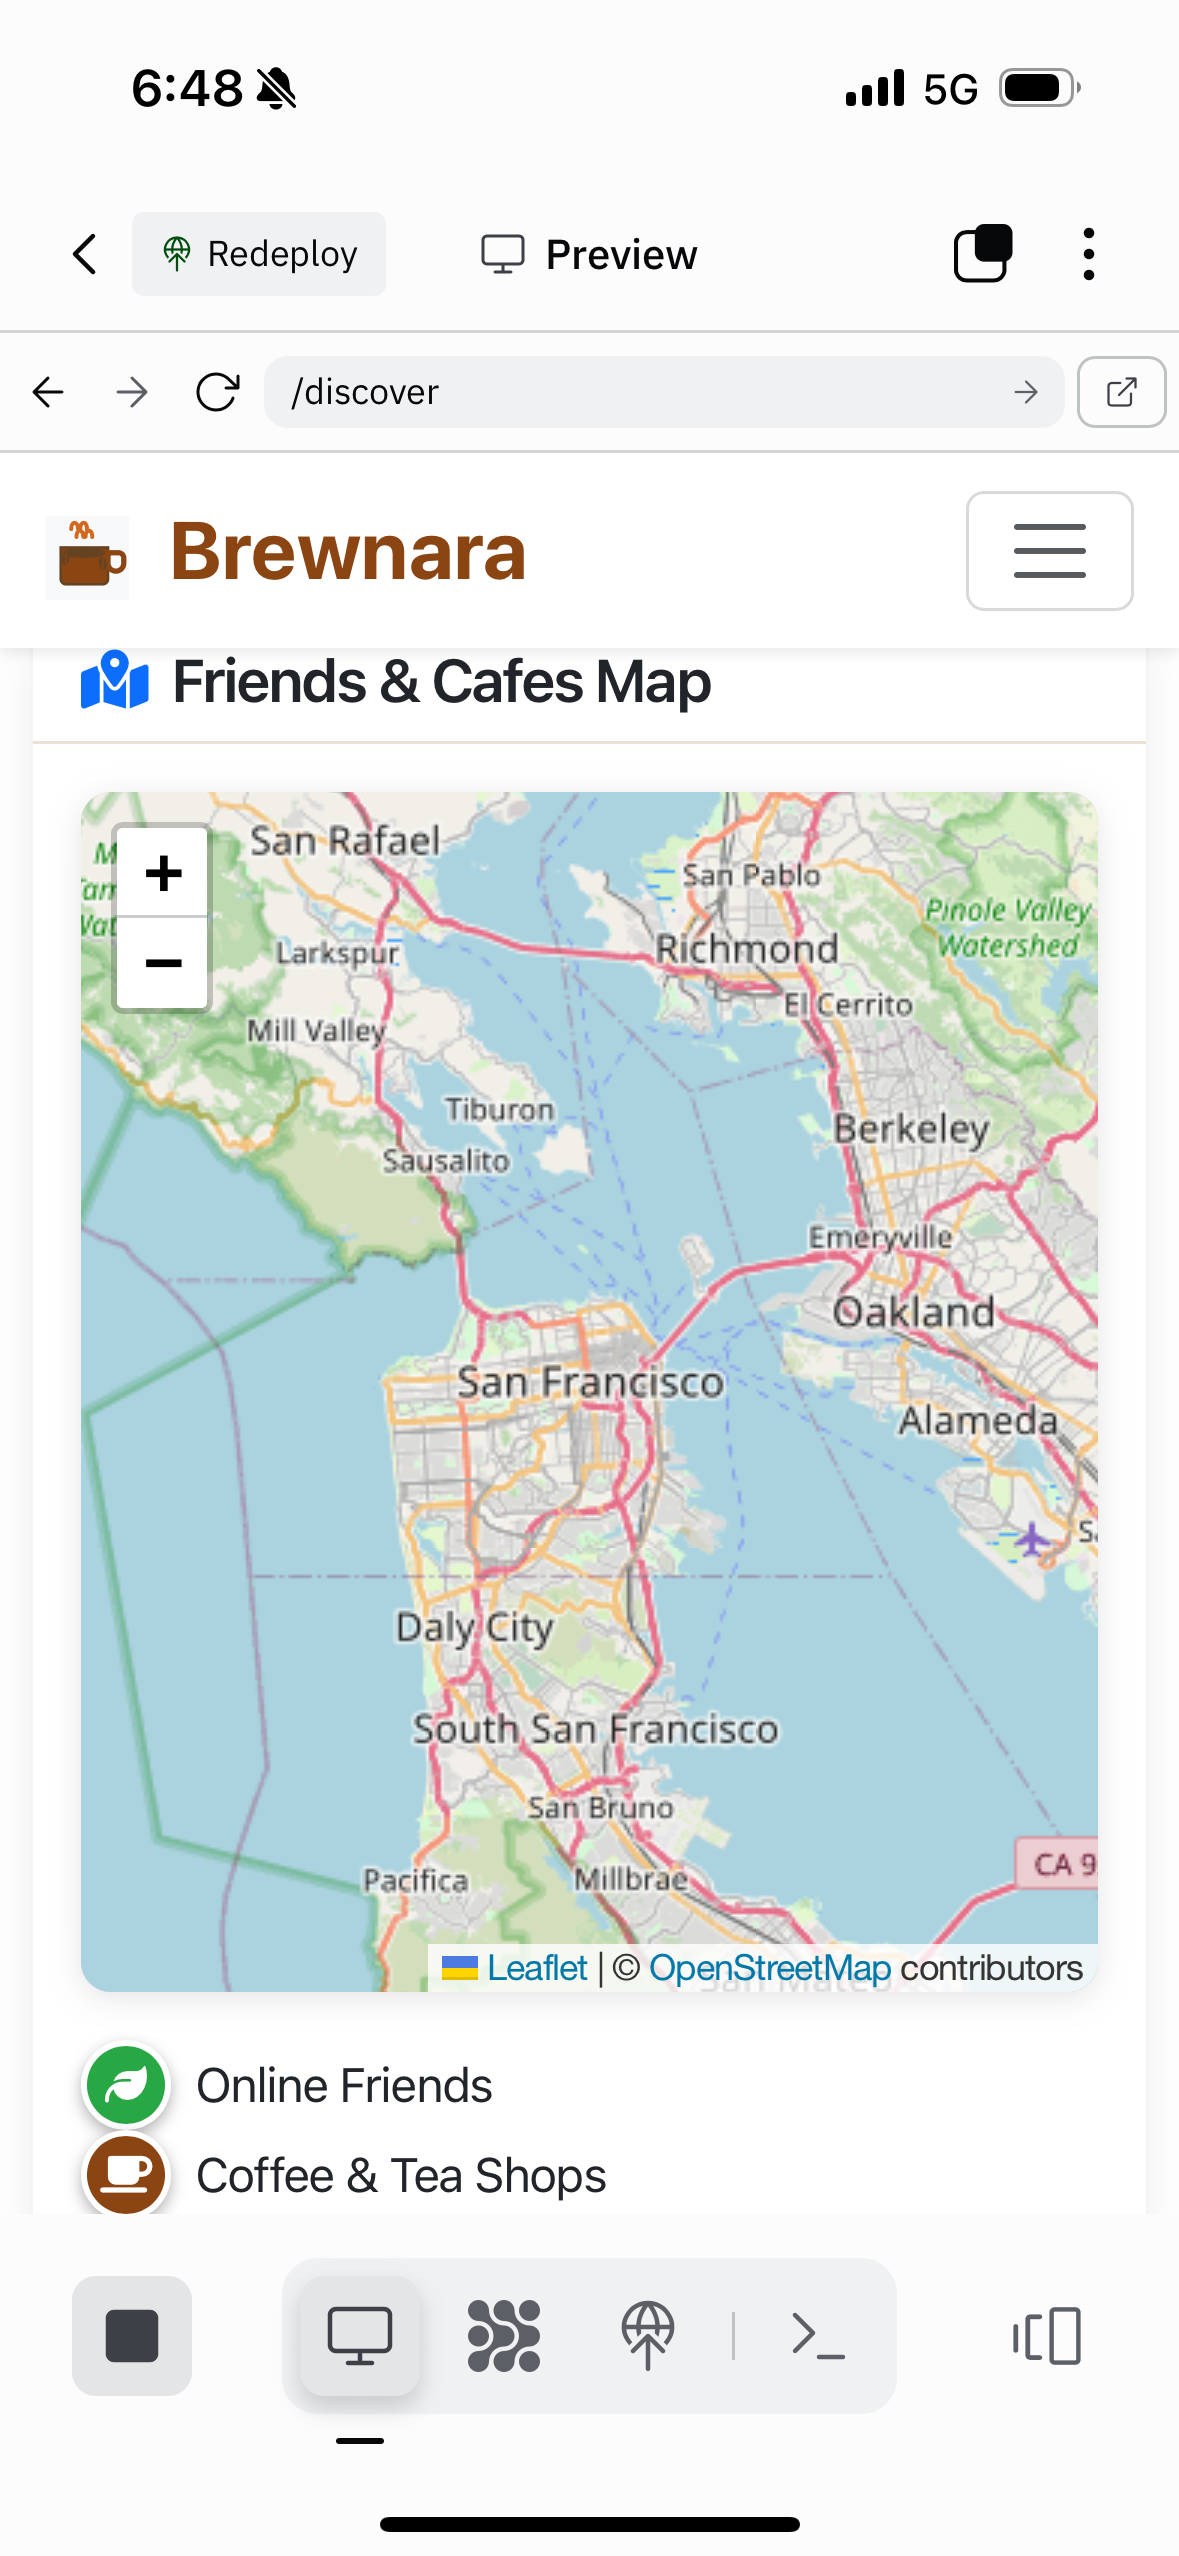 6:48
5G
Redeploy
Preview
/discover
Brewnara
Friends & Cafes Map
+
−
San Rafael
San Pablo
Pinole Valley
Watershed
Richmond
Larkspur
El Cerrito
Mill Valley
Tiburon
Berkeley
Sausalito
Emeryville
Oakland
San Francisco
Alameda
Daly City
South San Francisco
San Bruno
CA 9
Pacifica
Millbrae
Leaflet | © OpenStreetMap contributors
San Mateo
Online Friends
Coffee & Tea Shops